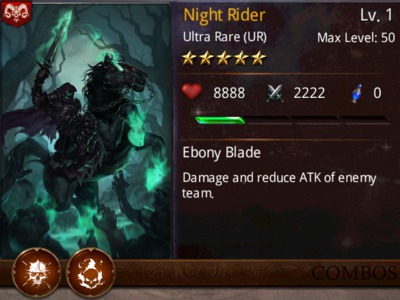 Night Rider Lv. 1
Ultra Rare (UR) Max Level: 50
8888 2222 0
Ebony Blade
Damage and reduce ATK of enemy
team.
COMBOS